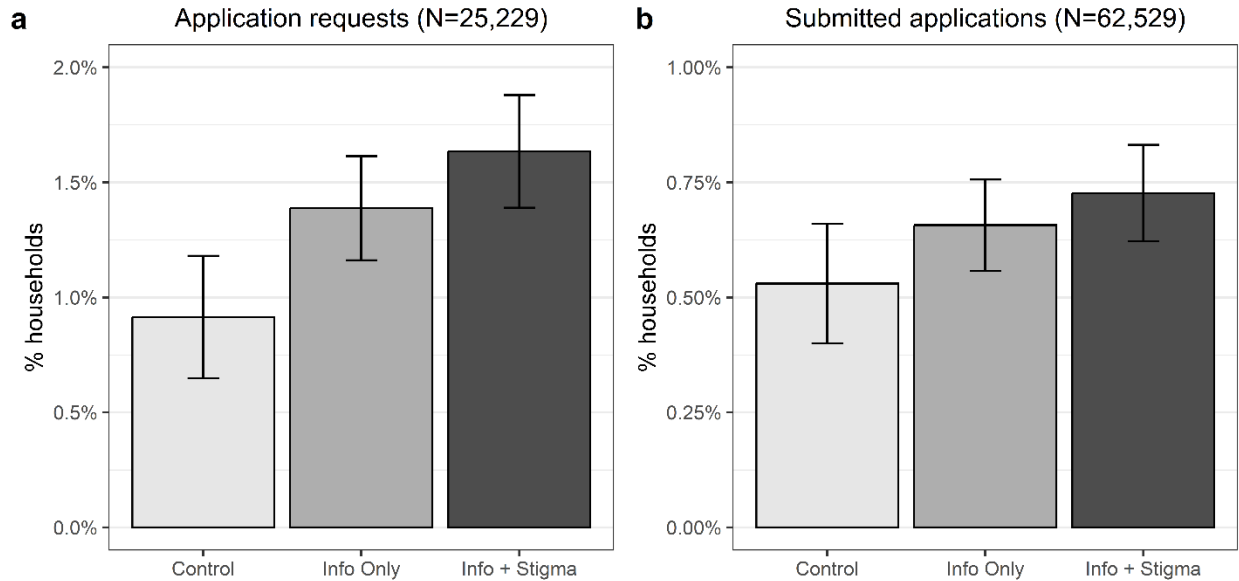 a
Application requests (N=25,229)
% households
2.0%
1.5%
1.0%
0.5%
0.0%
Control
Info Only
Info + Stigma
b
Submitted applications (N=62,529)
% households
1.00%
0.75%
0.50%
0.25%
0.00%
Control
Info Only
Info + Stigma